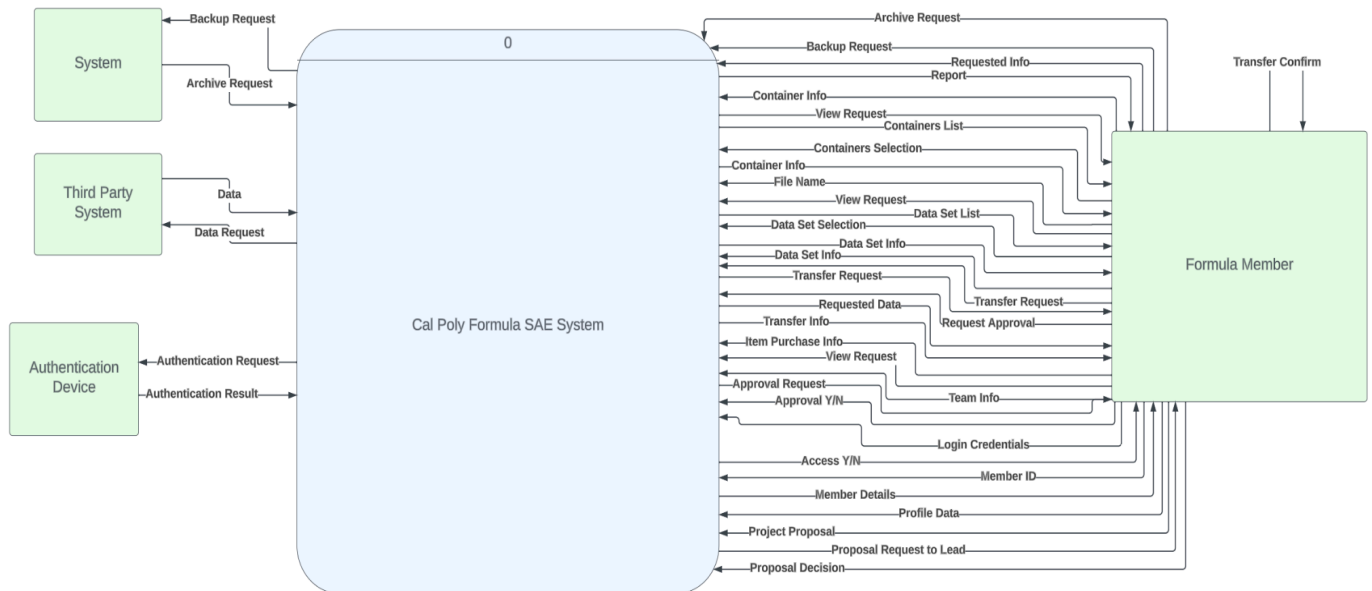 Backup Request
System
Archive Request
Third Party
System
Data
Data Request
Authentication
Device
Authentication Request
Authentication Result
0
Cal Poly Formula SAE System
Archive Request
Backup Request
Requested Info
Report
Container Info
View Request
Containers List
Containers Selection
Container Info
File Name
View Request
Data Set List
Data Set Selection
Data Set Info
Data Set Info
Transfer Request
Transfer Request
Requested Data
Request Approval
Transfer Info
Item Purchase Info
View Request
Approval Request
Team Info
Approval Y/N
Login Credentials
Access Y/N
Member ID
Member Details
Profile Data
Project Proposal
Proposal Request to Lead
Proposal Decision
Transfer Confirm
Formula Member